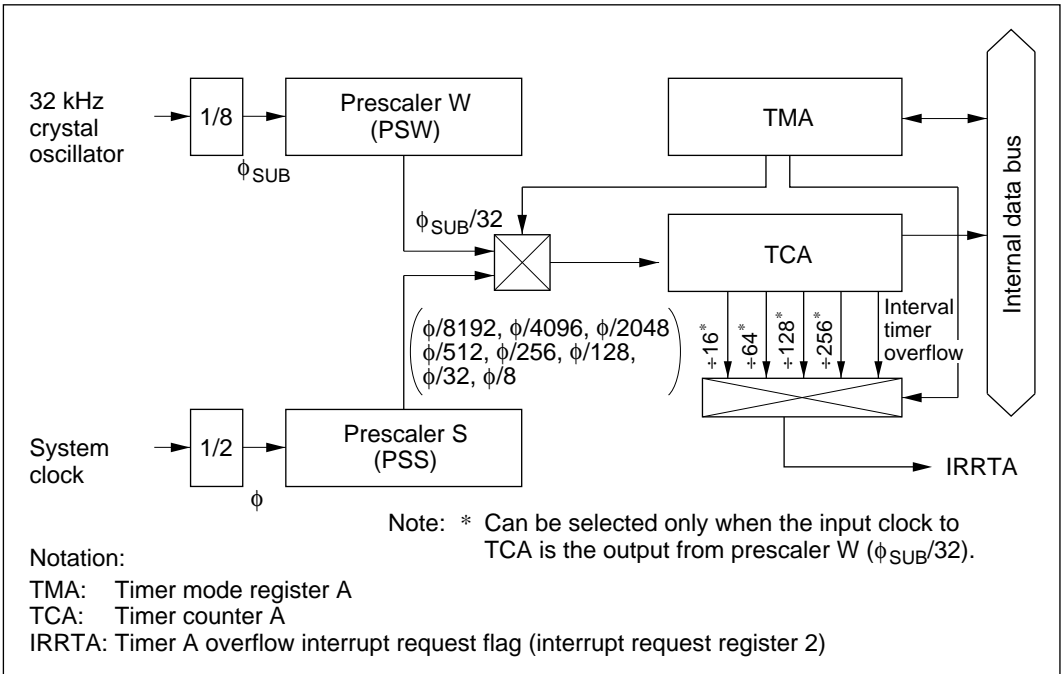 32 kHz
crystal
oscillator
1/8
ϕSUB
Prescaler W
(PSW)
TMA
Internal data bus
ϕSUB/32
TCA
ϕ/8192, ϕ/4096, ϕ/2048
ϕ/512, ϕ/256, ϕ/128,
ϕ/32, ϕ/8
÷16*
÷64*
÷128*
÷256*
Interval
timer
overflow
System
clock
1/2
ϕ
Prescaler S
(PSS)
IRRTA
Note: * Can be selected only when the input clock to
TCA is the output from prescaler W (ϕSUB/32).
Notation:
TMA: Timer mode register A
TCA: Timer counter A
IRRTA: Timer A overflow interrupt request flag (interrupt request register 2)